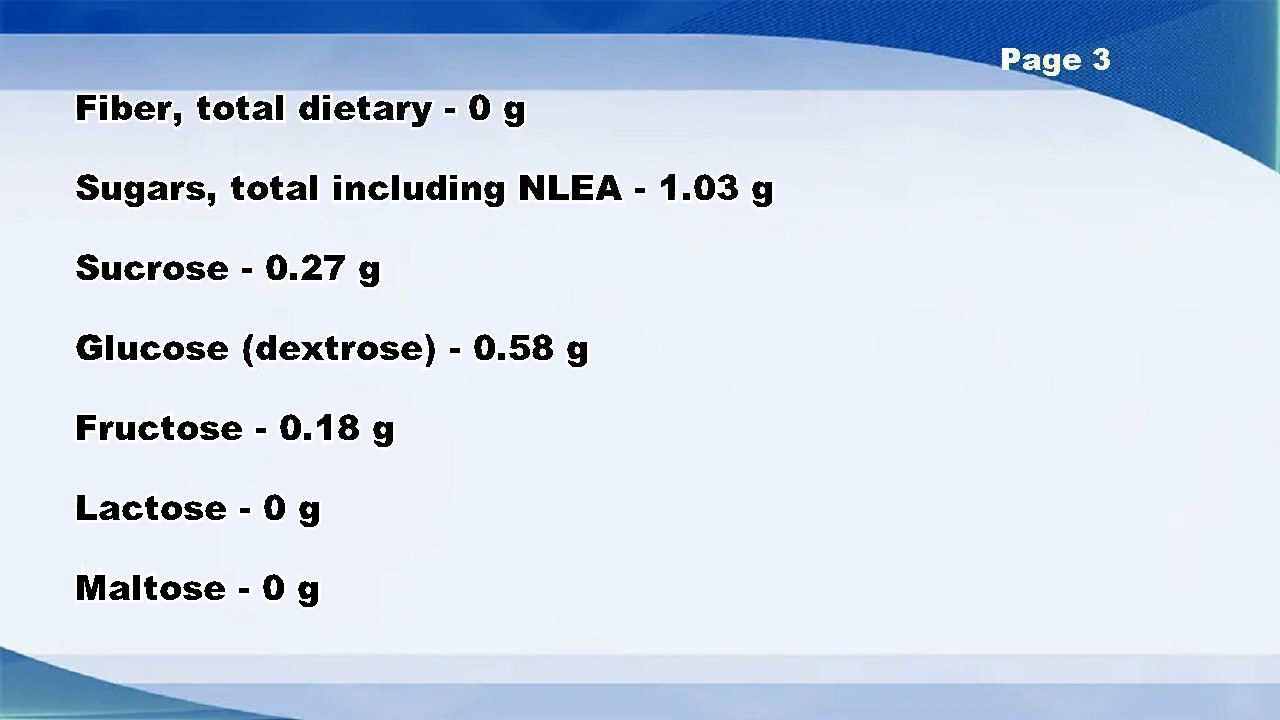 Page 3
Fiber, total dietary - 0 g
Sugars, total including NLEA - 1.03 g
Sucrose - 0.27 g
Glucose (dextrose) - 0.58 g
Fructose - 0.18 g
Lactose - 0 g
Maltose - 0 g